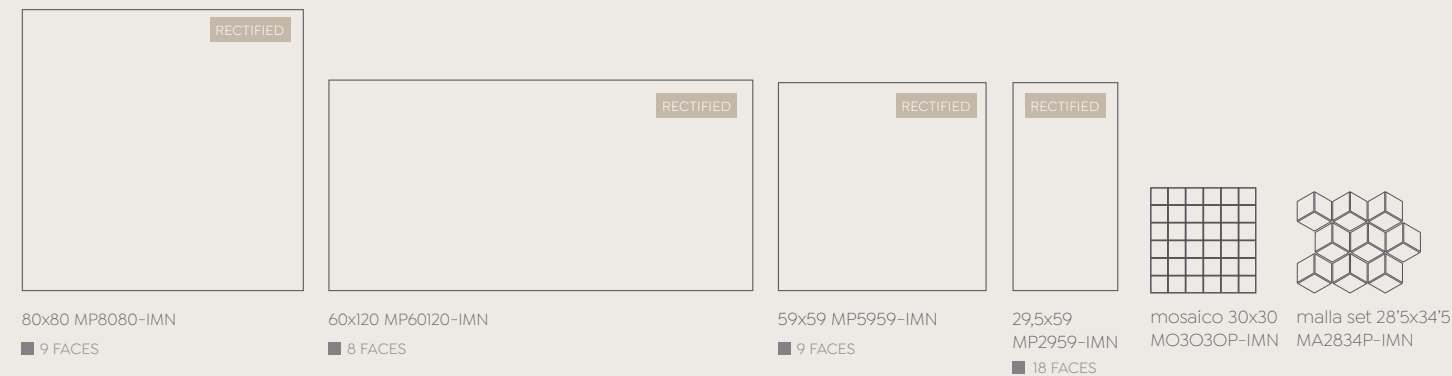 RECTIFIED
80x80 MP8080-IMN
9 FACES
RECTIFIED
60x120 MP60120-IMN
8 FACES
RECTIFIED
59x59 MP5959-IMN
9 FACES
RECTIFIED
29,5x59
MP2959-IMN
18 FACES
mosaico 30x30
MO3030P-IMN
malla set 28'5x34'5
MA2834P-IMN